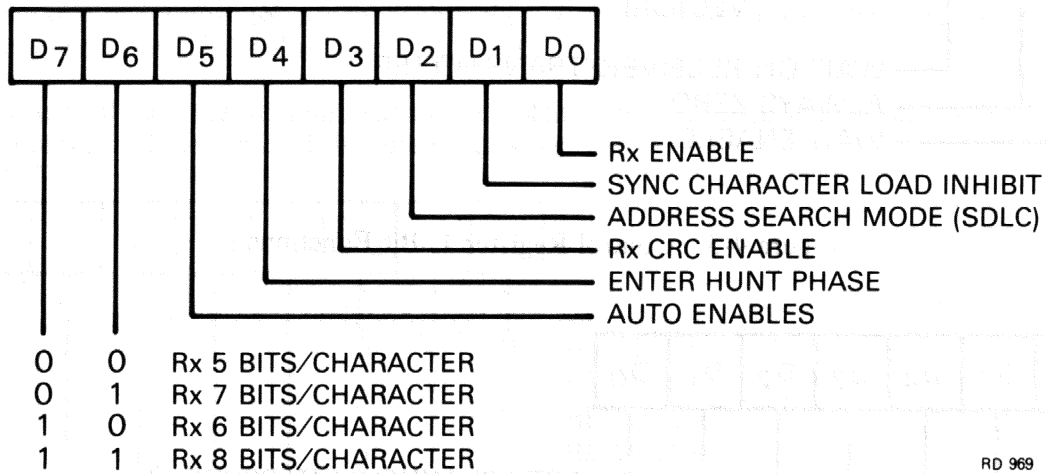 D7 D6 D5 D4 D3 D2 D1 D0
Rx ENABLE
SYNC CHARACTER LOAD INHIBIT
ADDRESS SEARCH MODE (SDLC)
Rx CRC ENABLE
ENTER HUNT PHASE
AUTO ENABLES
0 0 Rx 5 BITS/CHARACTER
0 1 Rx 7 BITS/CHARACTER
1 0 Rx 6 BITS/CHARACTER
1 1 Rx 8 BITS/CHARACTER
RD 969